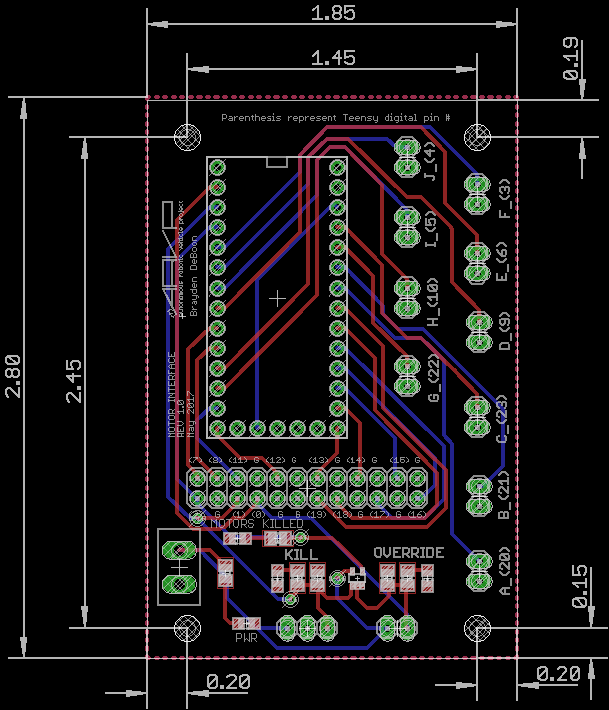 1.85
1.45
0.19
Parenthesis represent Teensy digital pin #
J_(4)
F_(3)
I_(5)
E_(6)
H_(10)
D_(9)
G_(22)
C_(23)
B_(21)
A_(20)
2.80
2.45
Brayden DeBoon
MOTOR INTERFACE
REV 1.0
May 2017
(7) (8) (11) G (12) G (13) G (14) G (15) G
G (1) (0) G B (19) (18) G (17) G (16)
MOTORS KILLED
KILL
OVERRIDE
PWR
0.15
0.20
0.20